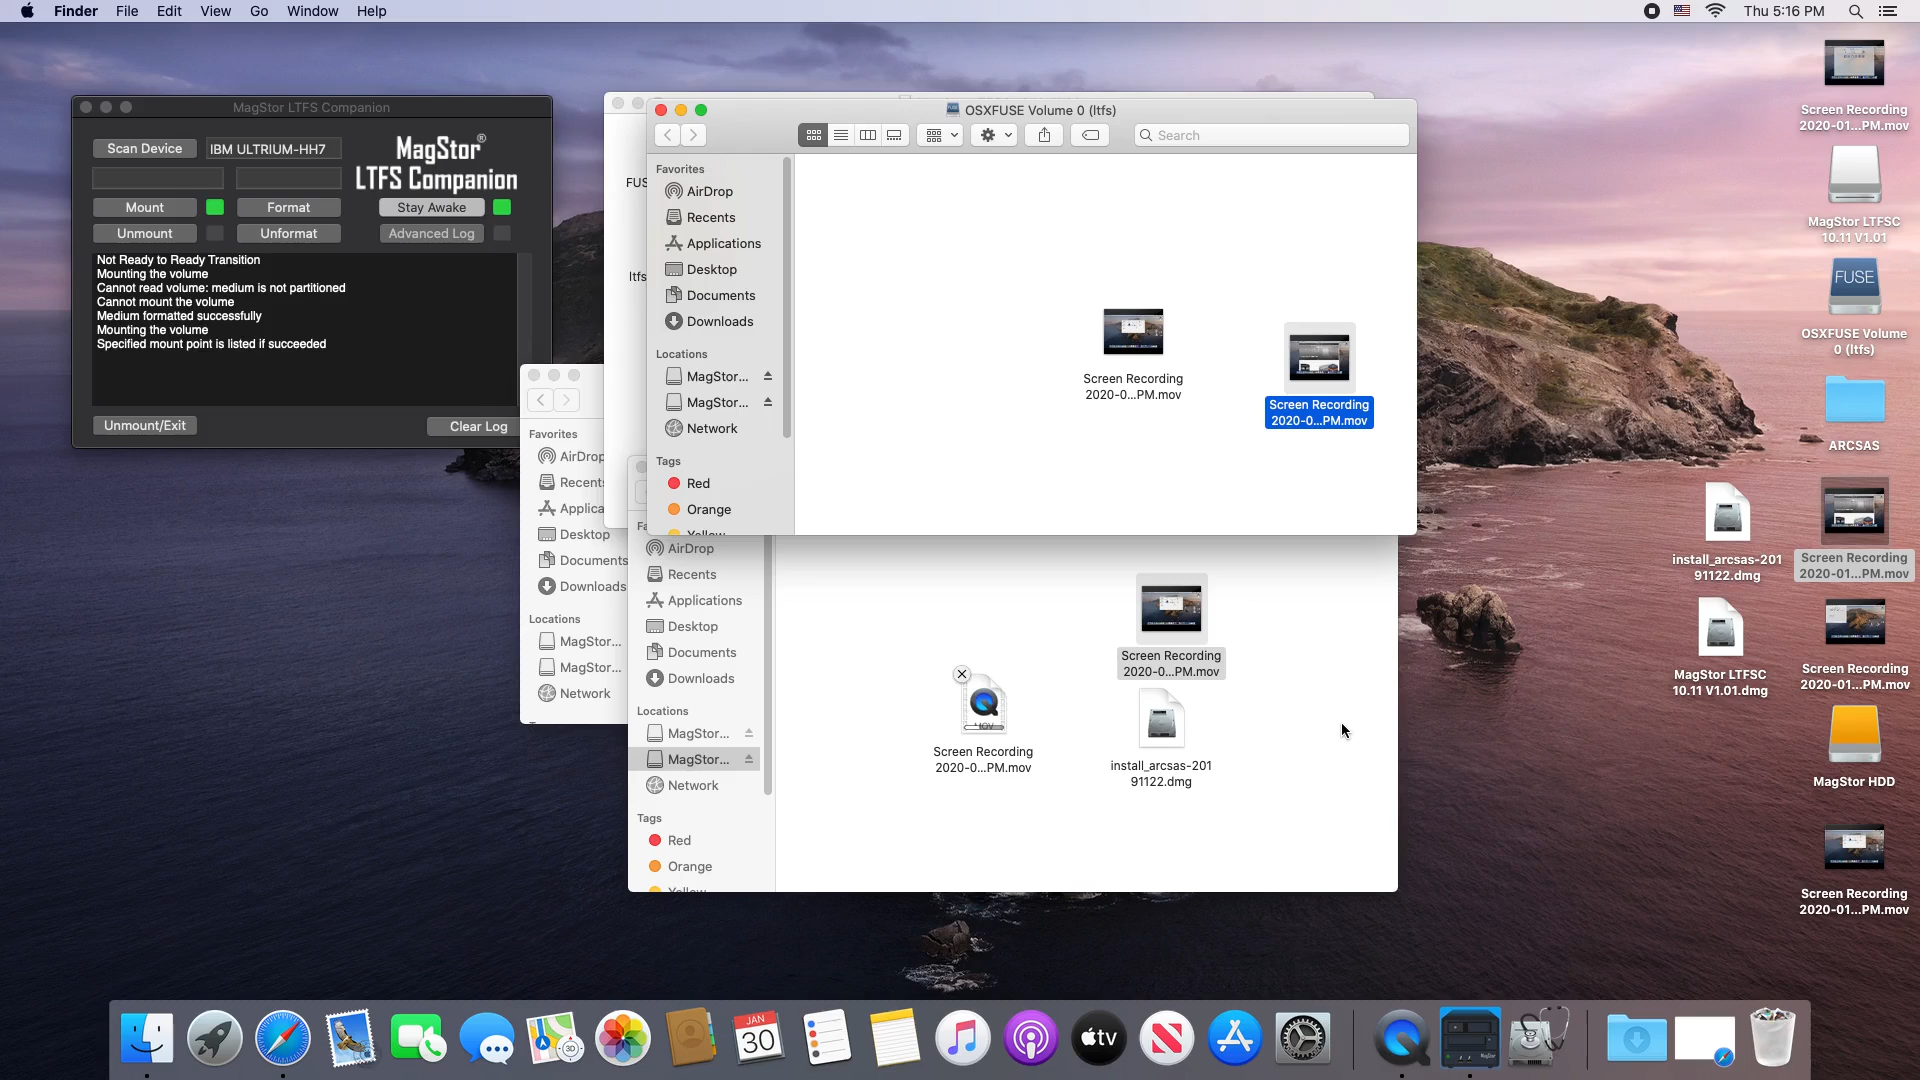 Finder File Edit View Go Window Help
Thu 5:16 PM
MagStor LTFS Companion
Scan Device
IBM ULTRIUM-HH7
MagStor®
LTFS Companion
Mount
Format
Stay Awake
Unmount
Unformat
Advanced Log
Not Ready to Ready Transition
Mounting the volume
Cannot read volume: medium is not partitioned
Cannot mount the volume
Medium formatted successfully
Mounting the volume
Specified mount point is listed if succeeded
Unmount/Exit
Clear Log
FUS
ltfs
FUSE OSXFUSE Volume 0 (ltfs)
Search
Favorites
AirDrop
Recents
Applications
Desktop
Documents
Downloads
Locations
MagStor...
MagStor...
Network
Tags
Red
Orange
Yellow
Screen Recording
2020-0...PM.mov
Screen Recording
2020-0...PM.mov
Favorites
AirDrop
Recents
Applica
Desktop
Documents
Downloads
Locations
MagStor...
MagStor...
Network
Fa
AirDrop
Recents
Applications
Desktop
Documents
Downloads
Locations
MagStor...
MagStor...
Network
Tags
Red
Orange
Yellow
Screen Recording
2020-0...PM.mov
MOV
Screen Recording
2020-0...PM.mov
install_arcsas-201
91122.dmg
Screen Recording
2020-01...PM.mov
MagStor LTFSC
10.11 V1.01
FUSE
OSXFUSE Volume
0 (ltfs)
ARCSAS
install_arcsas-201
91122.dmg
Screen Recording
2020-01...PM.mov
MagStor LTFSC
10.11 V1.01.dmg
Screen Recording
2020-01...PM.mov
MagStor HDD
Screen Recording
2020-01...PM.mov
JAN
30
tv